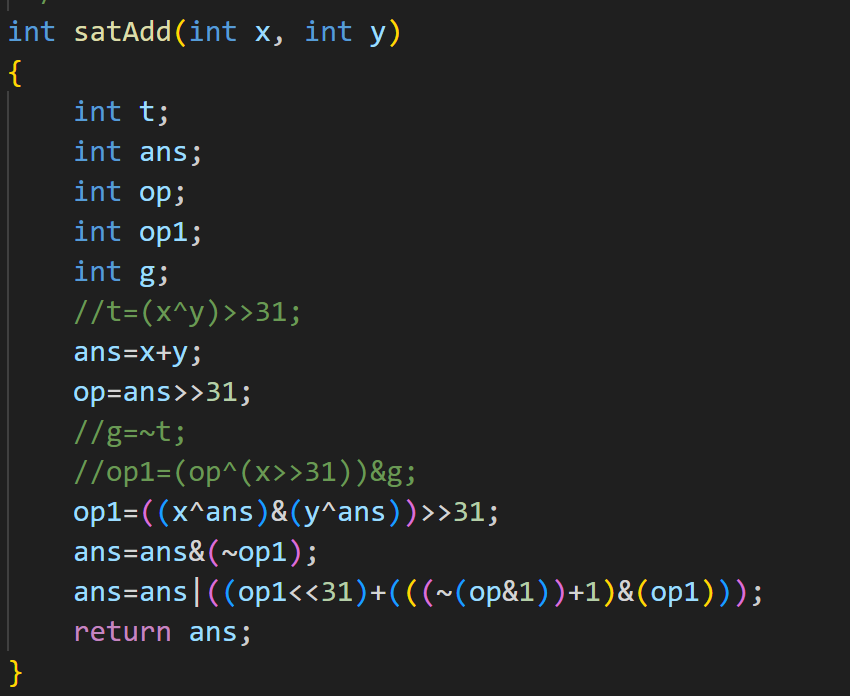 int satAdd(int x, int y)
{
    int t;
    int ans;
    int op;
    int op1;
    int g;
    //t=(x^y)>>31;
    ans=x+y;
    op=ans>>31;
    //g=~t;
    //op1=(op^(x>>31))&g;
    op1=((x^ans)&(y^ans))>>31;
    ans=ans&(~op1);
    ans=ans|((op1<<31)+(((~(op&1))+1)&(op1)));
    return ans;
}